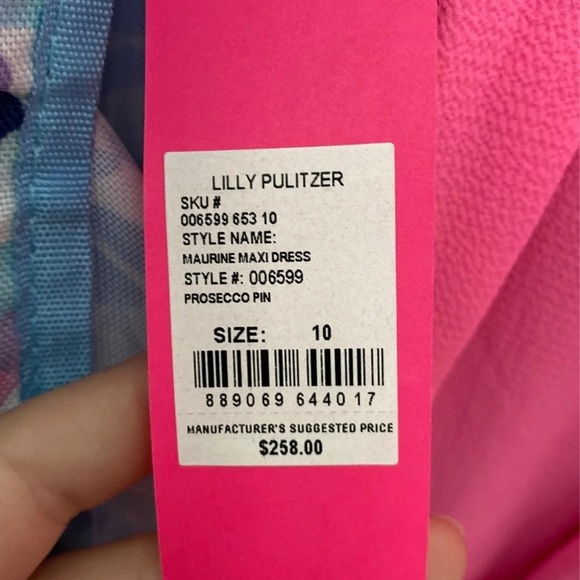 LILLY PULITZER
SKU #
006599 653 10
STYLE NAME:
MAURINE MAXI DRESS
STYLE #: 006599
PROSECCO PIN
SIZE: 10
889069 644017
MANUFACTURER'S SUGGESTED PRICE
$258.00